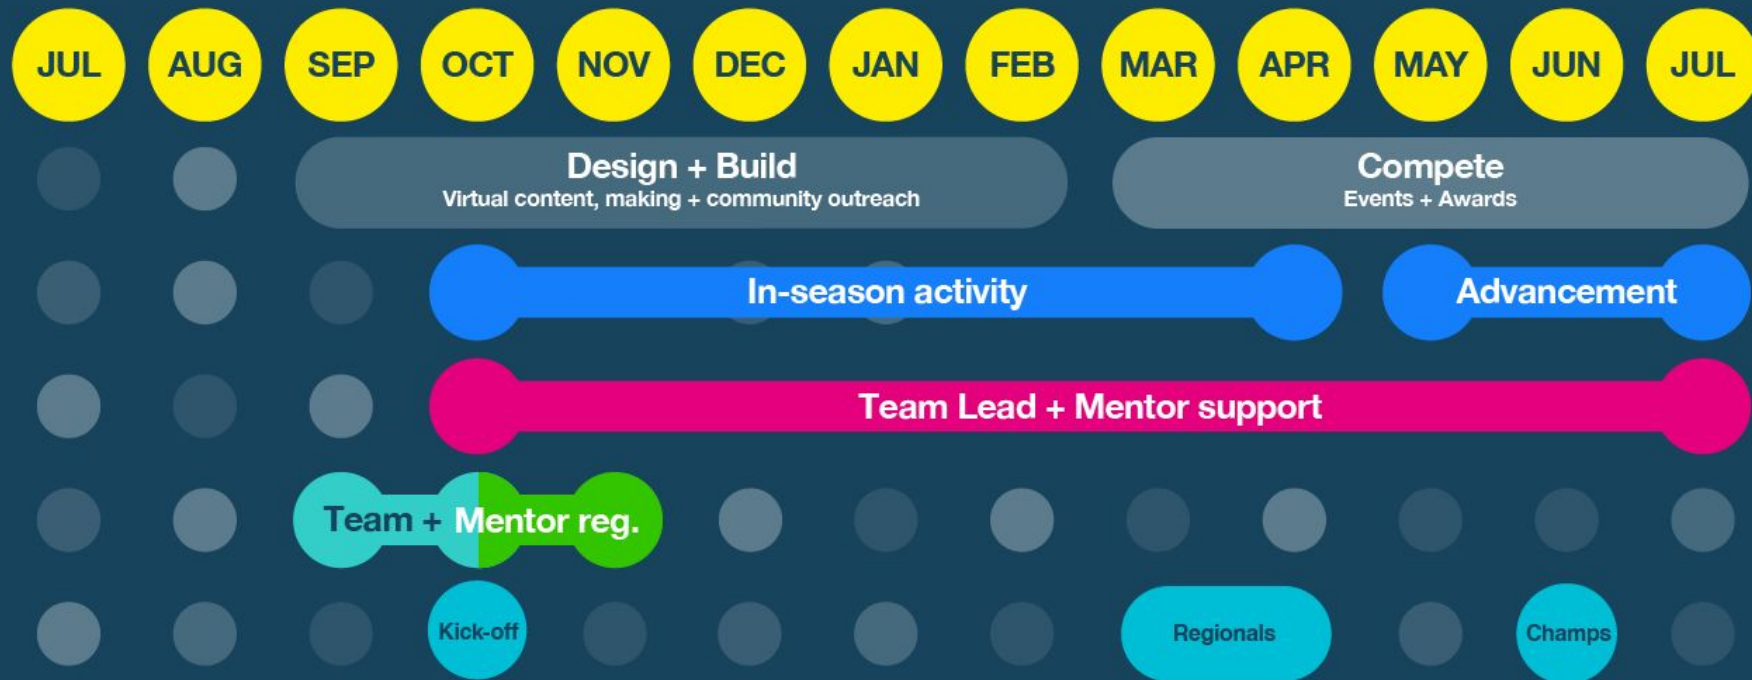 JUL AUG SEP OCT NOV DEC JAN FEB MAR APR MAY JUN JUL
Design + Build
Virtual content, making + community outreach
Compete
Events + Awards
In-season activity
Advancement
Team Lead + Mentor support
Team + Mentor reg.
Kick-off
Regionals
Champs